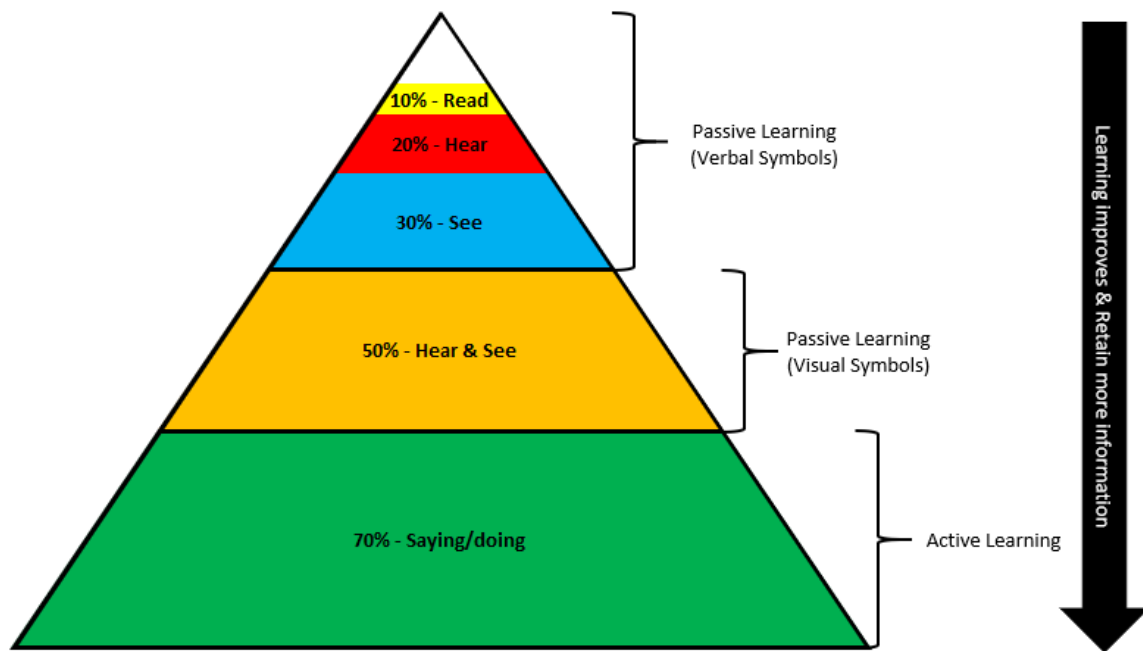 10% - Read
20% - Hear
30% - See
50% - Hear & See
70% - Saying/doing
Passive Learning
(Verbal Symbols)
Passive Learning
(Visual Symbols)
Active Learning
Learning improves & Retain more information